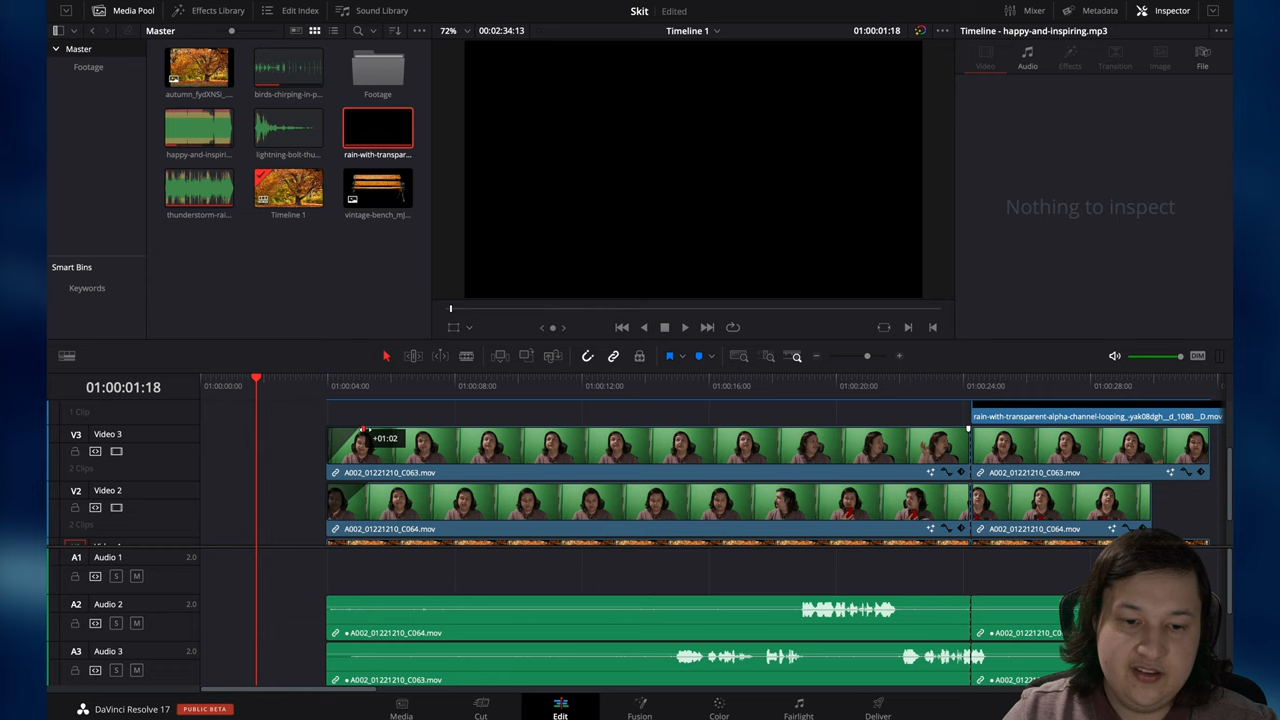 Media Pool
Effects Library
Edit Index
Sound Library
Skit
Edited
Mixer
Metadata
Inspector
Master
72%
00:02:34:13
Timeline 1
01:00:01:18
Timeline - happy-and-inspiring.mp3
Master
Footage
Video
Audio
Effects
Transition
Image
File
autumn_fydXNSi_...
birds-chirping-in-p...
Footage
happy-and-inspiri...
lightning-bolt-thu...
rain-with-transpar...
thunderstorm-rai...
Timeline 1
vintage-bench_mJ...
Nothing to inspect
Smart Bins
Keywords
DIM
01:00:01:18
01:00:00:00
01:00:04:00
01:00:08:00
01:00:12:00
01:00:16:00
01:00:20:00
01:00:24:00
01:00:28:00
1 Clip
rain-with-transparent-alpha-channel-looping_-yak08dgh__d_1080__D.mov
V3
Video 3
+01:02
2 Clips
A002_01221210_C063.mov
A002_01221210_C063.mov
V2
Video 2
2 Clips
A002_01221210_C064.mov
A002_01221210_C064.mov
A1
Audio 1
2.0
S
M
A2
Audio 2
2.0
S
M
A002_01221210_C064.mov
A3
Audio 3
2.0
S
M
A002_01221210_C063.mov
DaVinci Resolve 17
PUBLIC BETA
Media
Cut
Edit
Fusion
Color
Fairlight
Deliver